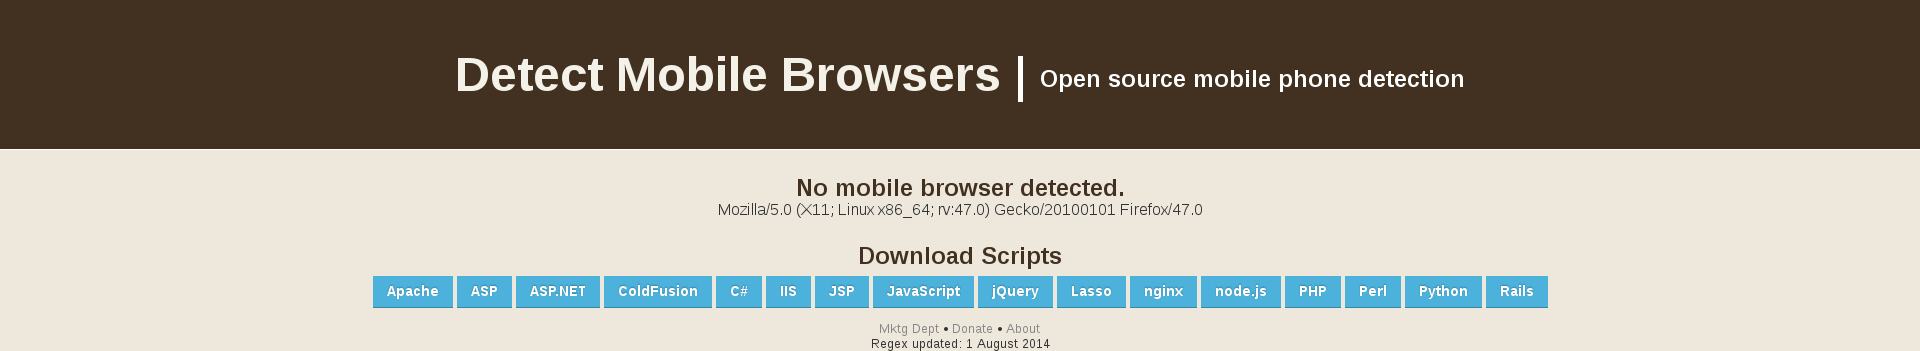 Detect Mobile Browsers | Open source mobile phone detection
No mobile browser detected.
Mozilla/5.0 (X11; Linux x86_64; rv:47.0) Gecko/20100101 Firefox/47.0
Download Scripts
Apache ASP ASP.NET ColdFusion C# IIS JSP JavaScript jQuery Lasso nginx node.js PHP Perl Python Rails
Mktg Dept • Donate • About
Regex updated: 1 August 2014